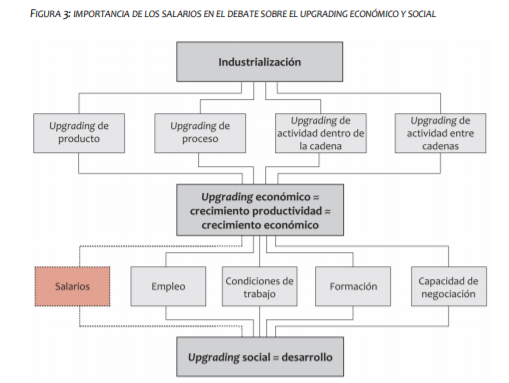 FIGURA 3: IMPORTANCIA DE LOS SALARIOS EN EL DEBATE SOBRE EL UPGRADING ECONÓMICO Y SOCIAL
Industrialización
Upgrading de
producto
Upgrading de
proceso
Upgrading de
actividad dentro de
la cadena
Upgrading de
actividad entre
cadenas
Upgrading económico =
crecimiento productividad =
crecimiento económico
Salarios
Empleo
Condiciones de
trabajo
Formación
Capacidad de
negociación
Upgrading social = desarrollo